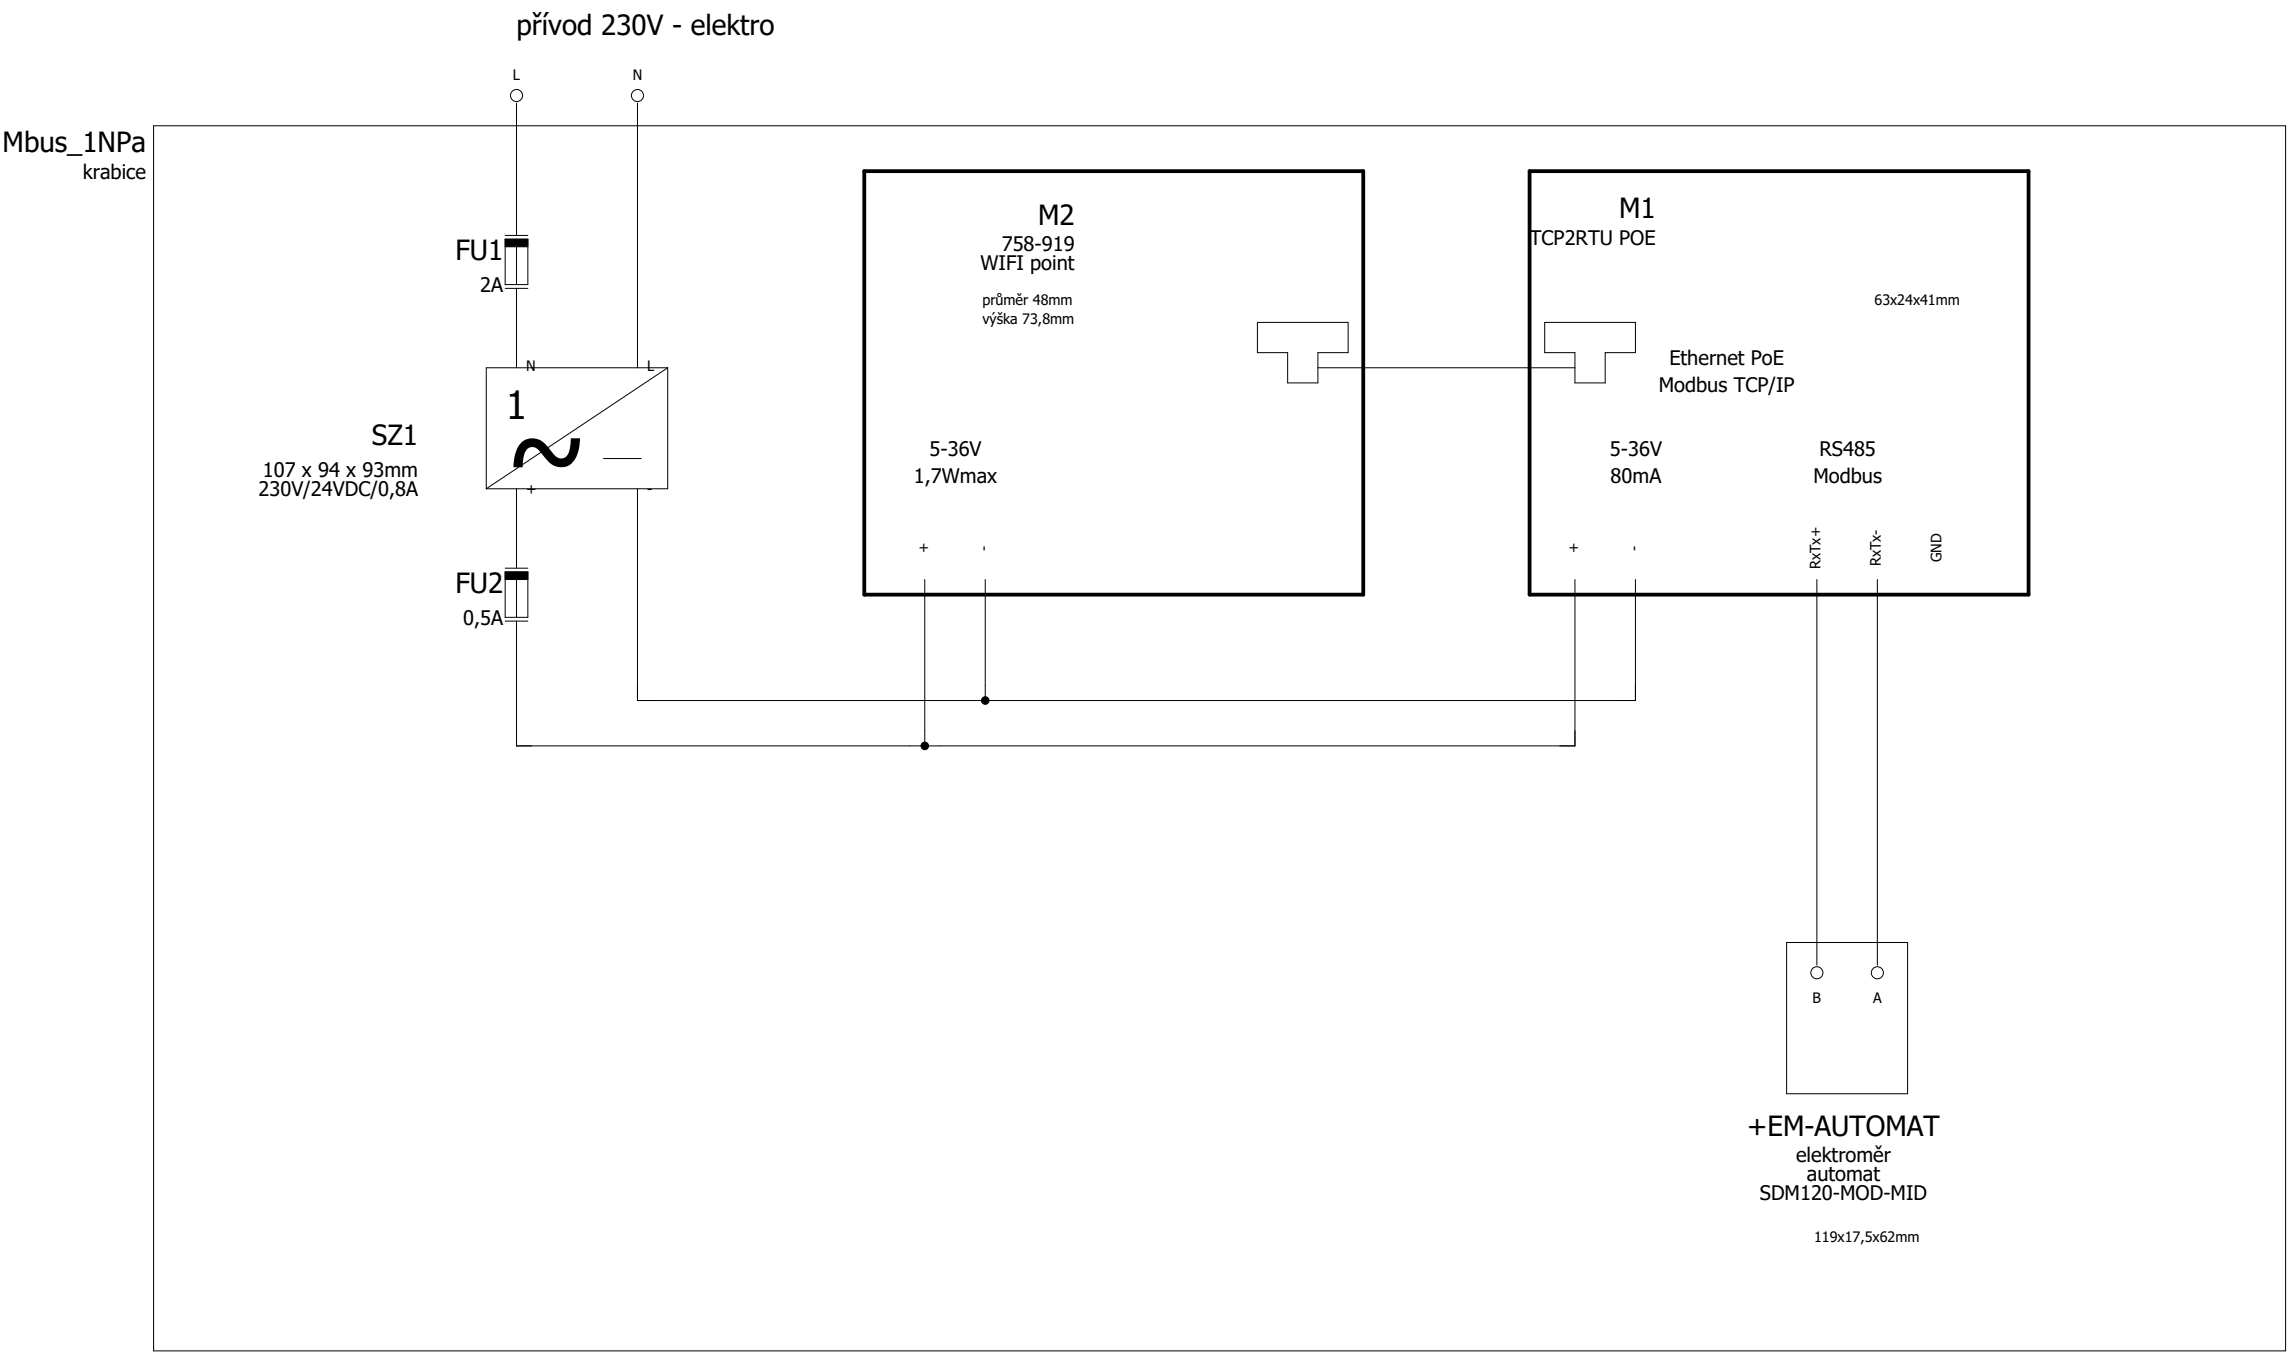 přívod 230V - elektro
L
N
Mbus_1NPa
krabice
FU1
2A
N
L
1
SZ1
107 x 94 x 93mm
230V/24VDC/0,8A
+
-
FU2
0,5A
M2
758-919
WIFI point
průměr 48mm
výška 73,8mm
5-36V
1,7Wmax
+
-
M1
TCP2RTU POE
63x24x41mm
Ethernet PoE
Modbus TCP/IP
5-36V
80mA
RS485
Modbus
+
-
RxTx+
RxTx-
GND
B
A
+EM-AUTOMAT
elektroměr
automat
SDM120-MOD-MID
119x17,5x62mm